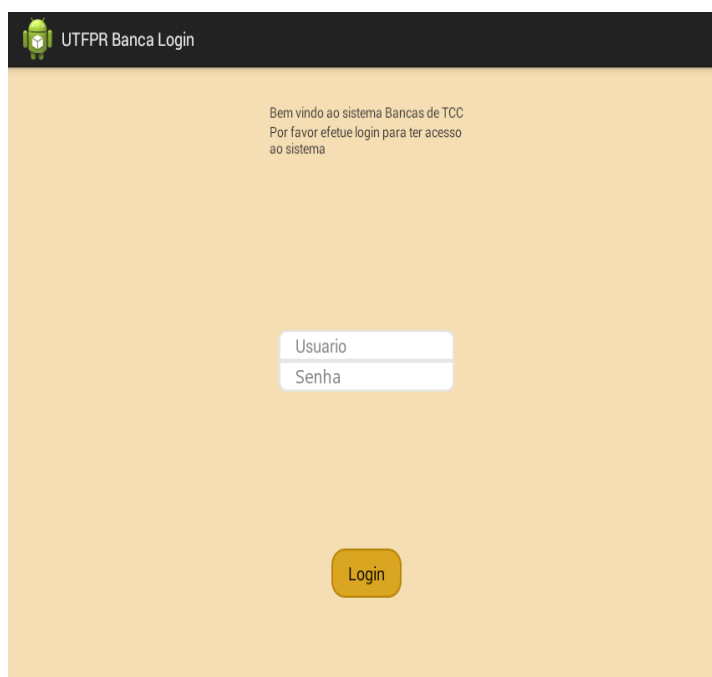 UTFPR Banca Login
Bem vindo ao sistema Bancas de TCC
Por favor efetue login para ter acesso
ao sistema
Usuario
Senha
Login